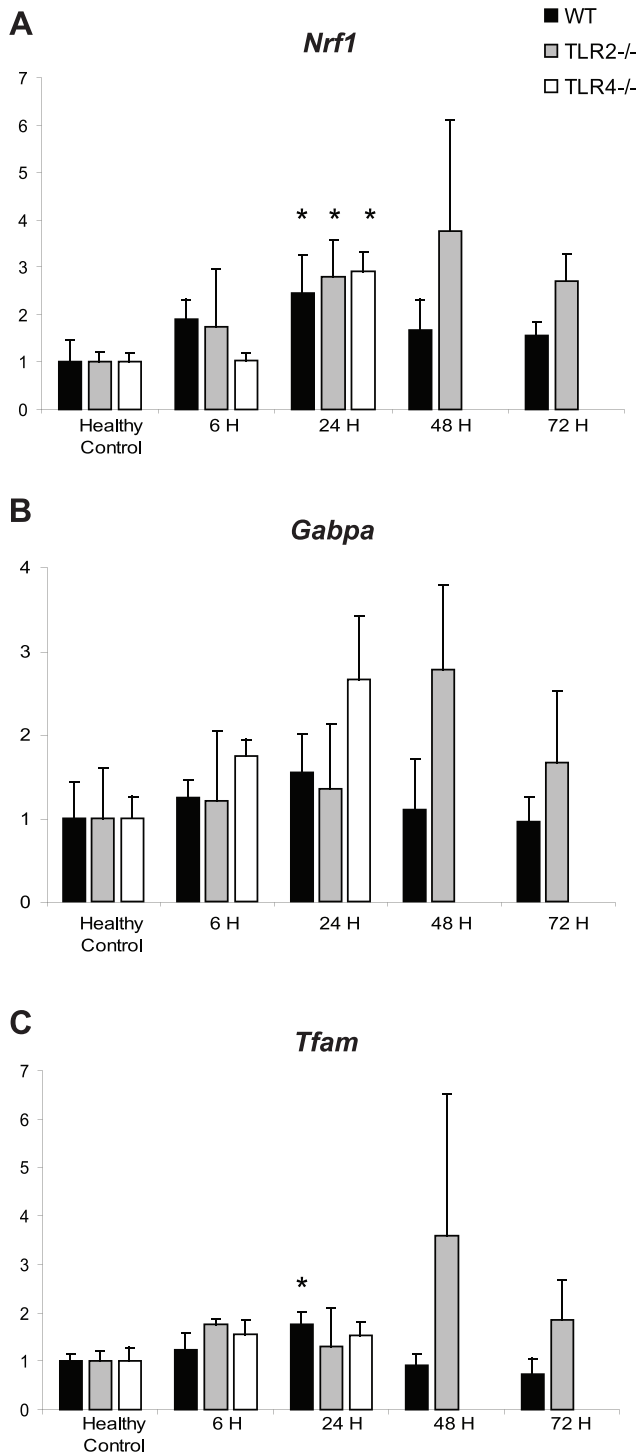 A
Nrf1
WT
TLR2-/-
TLR4-/-
7
6
5
4
3
2
1
0
* * *
Healthy
Control
6 H
24 H
48 H
72 H
B
Gabpa
4
3
2
1
0
Healthy
Control
6 H
24 H
48 H
72 H
C
Tfam
7
6
5
4
3
2
1
0
*
Healthy
Control
6 H
24 H
48 H
72 H